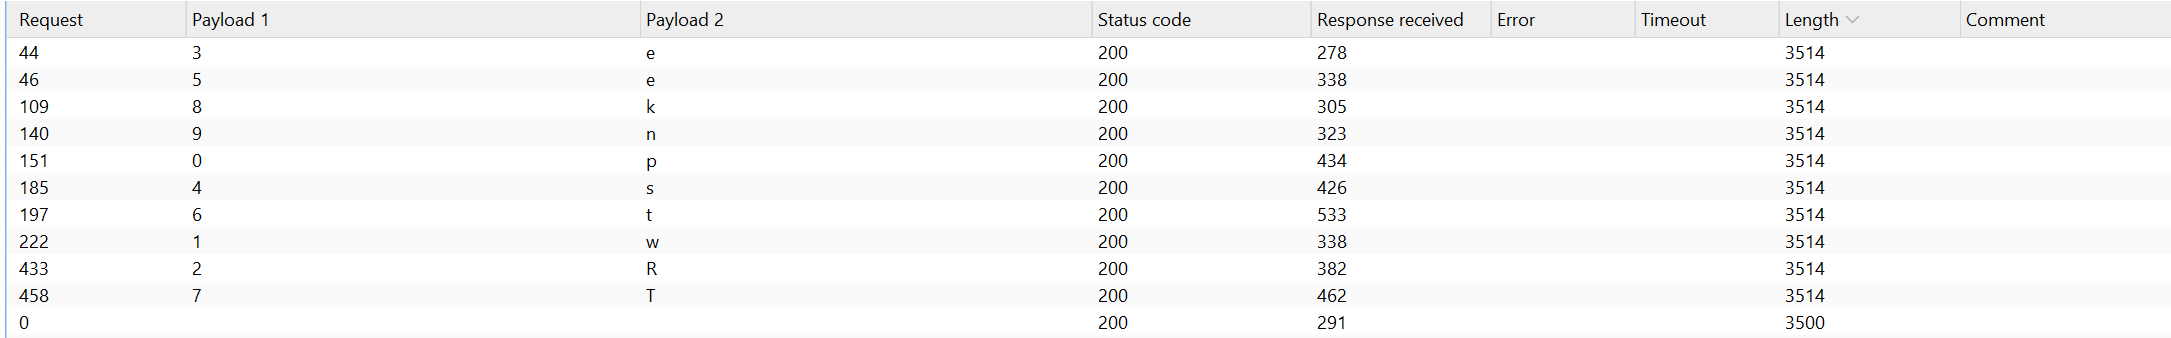 Request Payload 1 Payload 2 Status code Response received Error Timeout Length Comment
44 3 e 200 278 3514
46 5 e 200 338 3514
109 8 k 200 305 3514
140 9 n 200 323 3514
151 0 p 200 434 3514
185 4 s 200 426 3514
197 6 t 200 533 3514
222 1 w 200 338 3514
433 2 R 200 382 3514
458 7 T 200 462 3514
0 200 291 3500